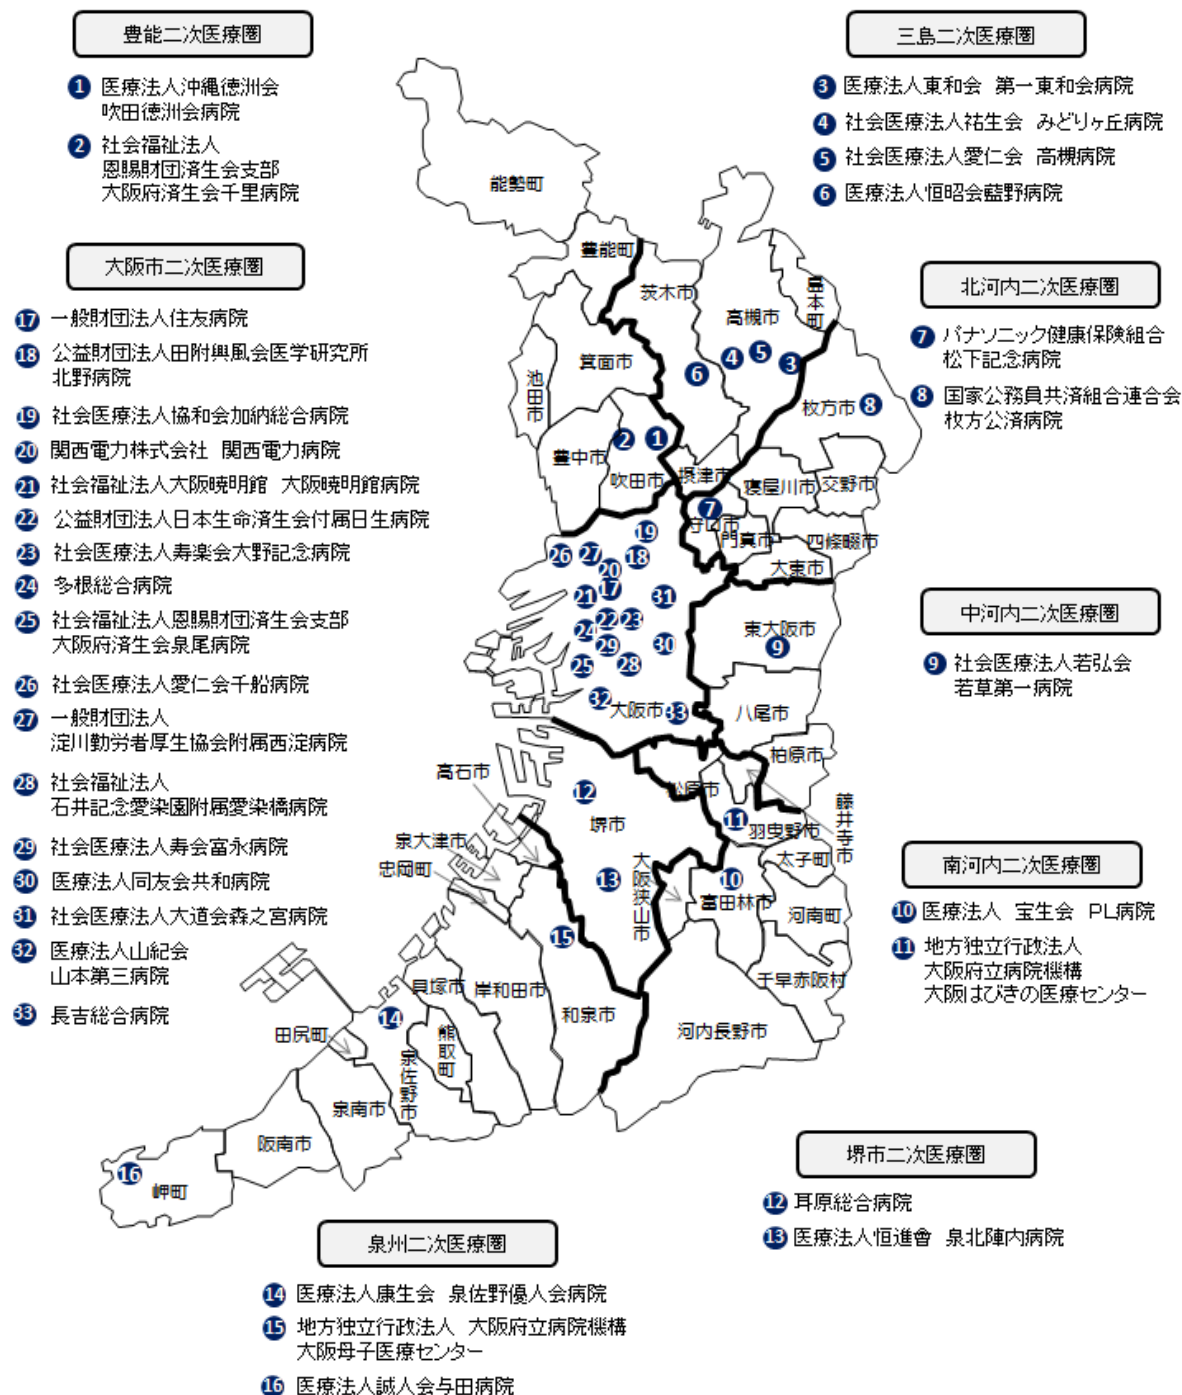 豊能二次医療圏
1 医療法人沖縄徳洲会
吹田徳洲会病院
2 社会福祉法人
恩賜財団済生会支部
大阪府済生会千里病院
三島二次医療圏
3 医療法人東和会 第一東和会病院
4 社会医療法人祐生会 みどりヶ丘病院
5 社会医療法人愛仁会 高槻病院
6 医療法人恒昭会藍野病院
大阪市二次医療圏
17 一般財団法人住友病院
18 公益財団法人田附興風会医学研究所
北野病院
19 社会医療法人協和会加納総合病院
20 関西電力株式会社 関西電力病院
21 社会福祉法人大阪暁明館 大阪暁明館病院
22 公益財団法人日本生命済生会付属日生病院
23 社会医療法人寿楽会大野記念病院
24 多根総合病院
25 社会福祉法人恩賜財団済生会支部
大阪府済生会泉尾病院
26 社会医療法人愛仁会千船病院
27 一般財団法人
淀川勤労者厚生協会附属西淀病院
28 社会福祉法人
石井記念愛染園附属愛染橋病院
29 社会医療法人寿会富永病院
30 医療法人同友会共和病院
31 社会医療法人大道会森之宮病院
32 医療法人山紀会
山本第三病院
33 長吉総合病院
北河内二次医療圏
7 パナソニック健康保険組合
松下記念病院
8 国家公務員共済組合連合会
枚方公済病院
中河内二次医療圏
9 社会医療法人若弘会
若草第一病院
南河内二次医療圏
10 医療法人 宝生会 PL病院
11 地方独立行政法人
大阪府立病院機構
大阪はびきの医療センター
堺市二次医療圏
12 耳原総合病院
13 医療法人恒進會 泉北陣内病院
泉州二次医療圏
14 医療法人康生会 泉佐野優人会病院
15 地方独立行政法人 大阪府立病院機構
大阪母子医療センター
16 医療法人誠人会与田病院
能勢町
豊能町
茨木市
高槻市
島本町
箕面市
池田市
豊中市
吹田市
摂津市
枚方市
寝屋川市
交野市
守口市
門真市
四條畷市
大東市
東大阪市
大阪市
八尾市
柏原市
松原市
藤井寺市
羽曳野市
太子町
高石市
泉大津市
忠岡町
堺市
大阪狭山市
富田林市
河南町
千早赤阪村
河内長野市
和泉市
岸和田市
貝塚市
熊取町
田尻町
泉佐野市
泉南市
阪南市
岬町
6
4
5
3
8
2
1
7
19
26
27
18
20
17
21
31
22
23
24
29
30
25
28
32
33
9
12
11
13
10
15
14
16